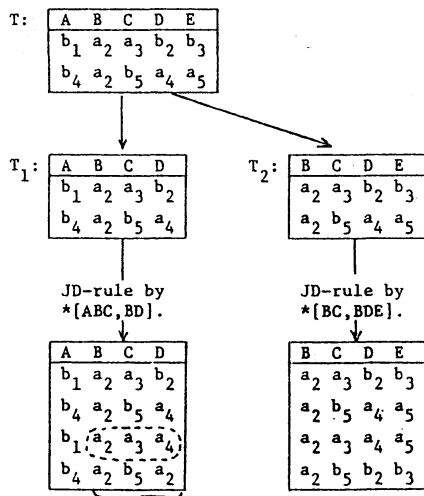 T: A B C D E
b1 a2 a3 b2 b3
b4 a2 b5 a4 a5
T1: A B C D
b1 a2 a3 b2
b4 a2 b5 a4
T2: B C D E
a2 a3 b2 b3
a2 b5 a4 a5
JD-rule by
*[ABC,BD].
JD-rule by
*[BC,BDE].
A B C D
b1 a2 a3 b2
b4 a2 b5 a4
b1 a2 a3 a4
b4 a2 b5 a2
B C D E
a2 a3 b2 b3
a2 b5 a4 a5
a2 a3 a4 a5
a2 b5 b2 b3